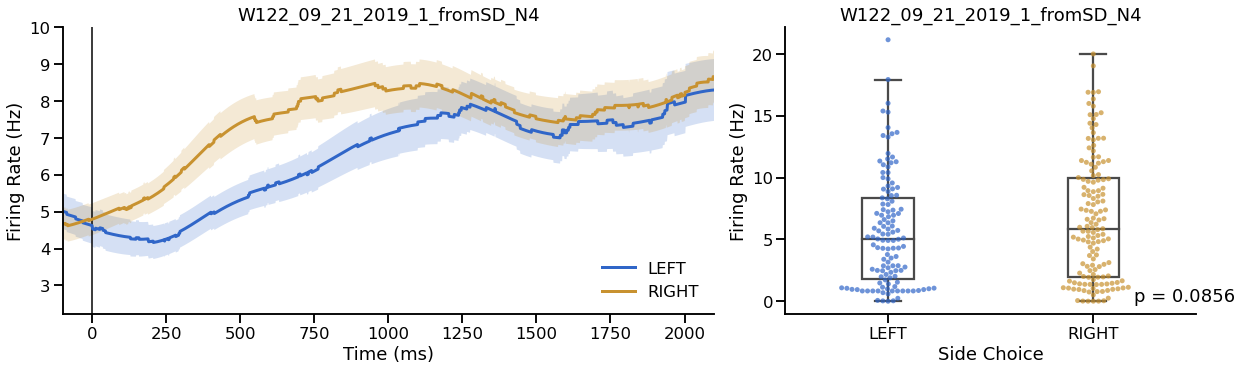 W122_09_21_2019_1_fromSD_N4
Firing Rate (Hz)
10
9
8
7
6
5
4
3
LEFT
RIGHT
0
250
500
750
1000
1250
1500
1750
2000
Time (ms)
W122_09_21_2019_1_fromSD_N4
Firing Rate (Hz)
20
15
10
5
0
p = 0.0856
LEFT
RIGHT
Side Choice